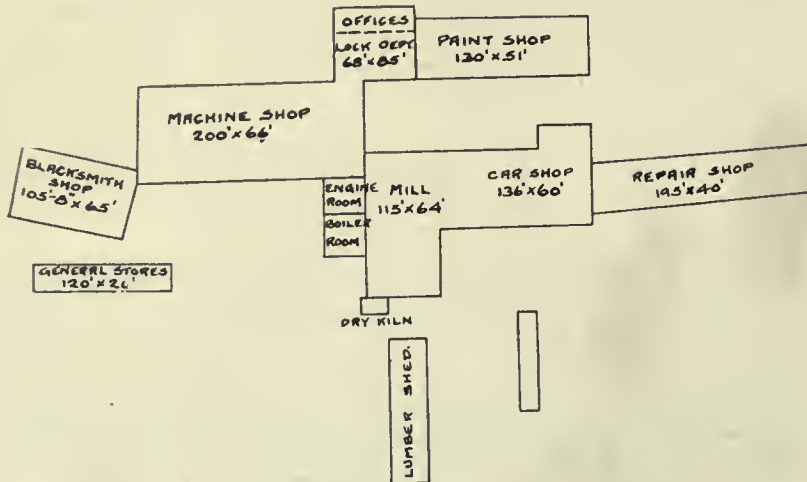 OFFICES
LOCK DEPT
68'X85'
PAINT SHOP
120'X51'
MACHINE SHOP
200'X66'
BLACKSMITH
SHOP
105'-8"X65'
ENGINE
ROOM
MILL
115'X64'
CAR SHOP
136'X60'
REPAIR SHOP
195'X40'
BOILER
ROOM
GENERAL STORES
120'X26'
DRY KILN
LUMBER SHED.